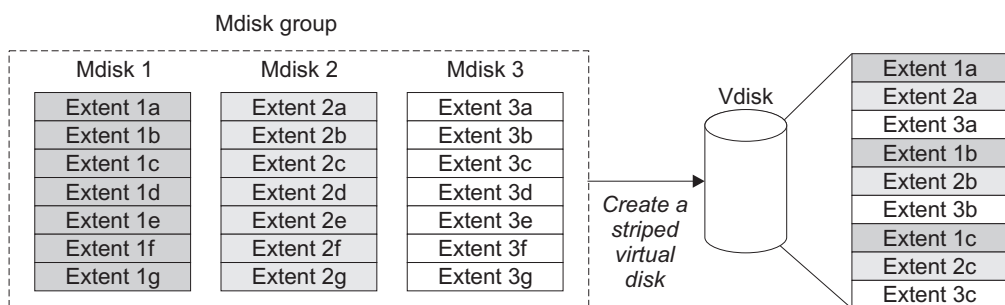 Mdisk group
Mdisk 1 Mdisk 2 Mdisk 3
Extent 1a Extent 2a Extent 3a
Extent 1b Extent 2b Extent 3b
Extent 1c Extent 2c Extent 3c
Extent 1d Extent 2d Extent 3d
Extent 1e Extent 2e Extent 3e
Extent 1f Extent 2f Extent 3f
Extent 1g Extent 2g Extent 3g
Create a
striped
virtual
disk
Vdisk
Extent 1a
Extent 2a
Extent 3a
Extent 1b
Extent 2b
Extent 3b
Extent 1c
Extent 2c
Extent 3c